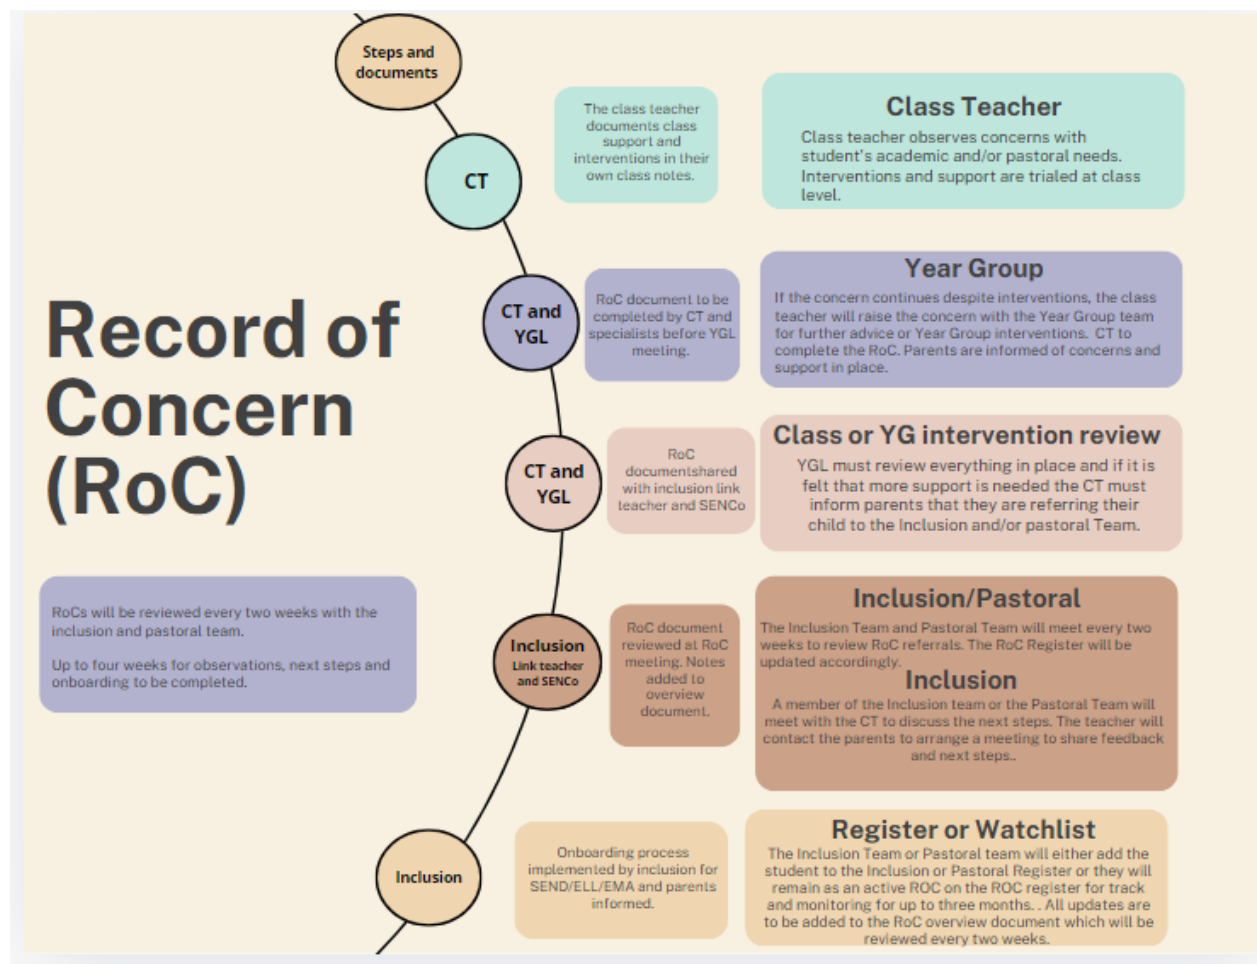 Steps and
documents
CT
The class teacher
documents class
support and
interventions in their
own class notes.
Class Teacher
Class teacher observes concerns with
student's academic and/or pastoral needs.
Interventions and support are trialed at class
level.
Record of
Concern
(RoC)
CT and
YGL
RoC document to be
completed by CT and
specialists before YGL
meeting.
Year Group
If the concern continues despite interventions, the class
teacher will raise the concern with the Year Group team
for further advice or Year Group interventions. CT to
complete the RoC. Parents are informed of concerns and
support in place.
CT and
YGL
RoC
documentshared
with inclusion link
teacher and SENCo
Class or YG intervention review
YGL must review everything in place and if it is
felt that more support is needed the CT must
inform parents that they are referring their
child to the Inclusion and/or pastoral Team.
RoCs will be reviewed every two weeks with the
inclusion and pastoral team.
Up to four weeks for observations, next steps and
onboarding to be completed.
Inclusion
Link teacher
and SENCo
RoC document
reviewed at RoC
meeting. Notes
added to
overview
document.
Inclusion/Pastoral
The Inclusion Team and Pastoral Team will meet every two
weeks to review RoC referrals. The RoC Register will be
updated accordingly.
Inclusion
A member of the Inclusion team or the Pastoral Team will
meet with the CT to discuss the next steps. The teacher will
contact the parents to arrange a meeting to share feedback
and next steps..
Inclusion
Onboarding process
implemented by inclusion for
SEND/ELL/EMA and parents
informed.
Register or Watchlist
The Inclusion Team or Pastoral team will either add the
student to the Inclusion or Pastoral Register or they will
remain as an active ROC on the ROC register for track
and monitoring for up to three months. . All updates are
to be added to the RoC overview document which will be
reviewed every two weeks.